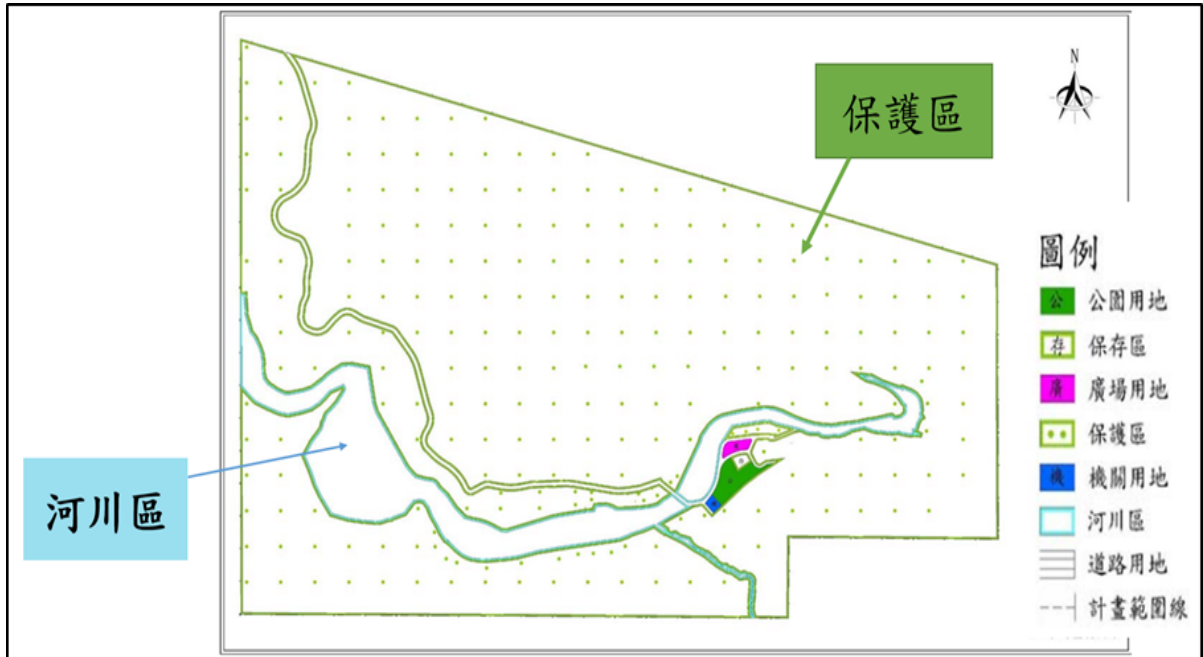 N
保護區
河川區
圖例
公 公園用地
存 保存區
廣 廣場用地
保護區
機 機關用地
河川區
道路用地
計畫範圍線